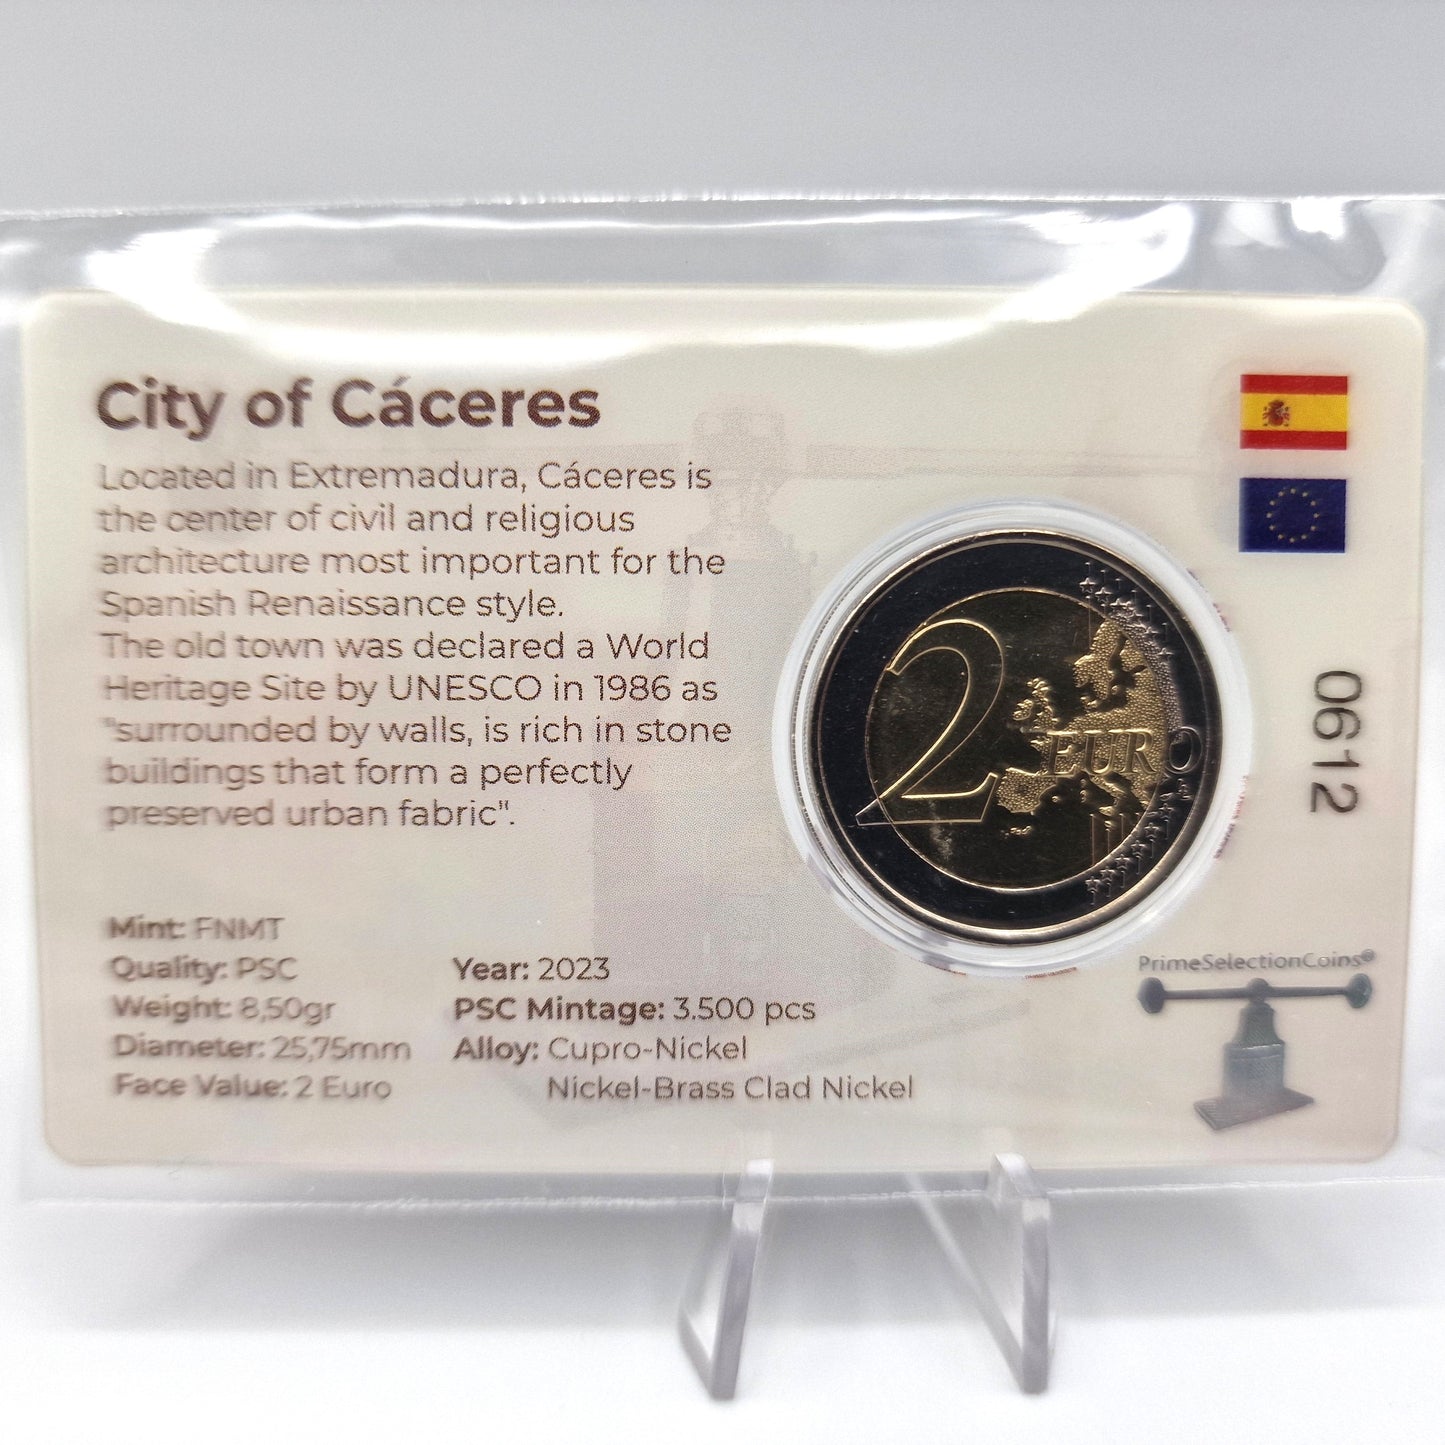 City of Cáceres
Located in Extremadura, Cáceres is
the center of civil and religious
architecture most important for the
Spanish Renaissance style.
The old town was declared a World
Heritage Site by UNESCO in 1986 as
"surrounded by walls, is rich in stone
buildings that form a perfectly
preserved urban fabric".
Mint: FNMT
Quality: PSC
Weight: 8,50gr
Diameter: 25,75mm
Face Value: 2 Euro
Year: 2023
PSC Mintage: 3.500 pcs
Alloy: Cupro-Nickel
Nickel-Brass Clad Nickel
2 EURO
0612
PrimeSelectionCoins®